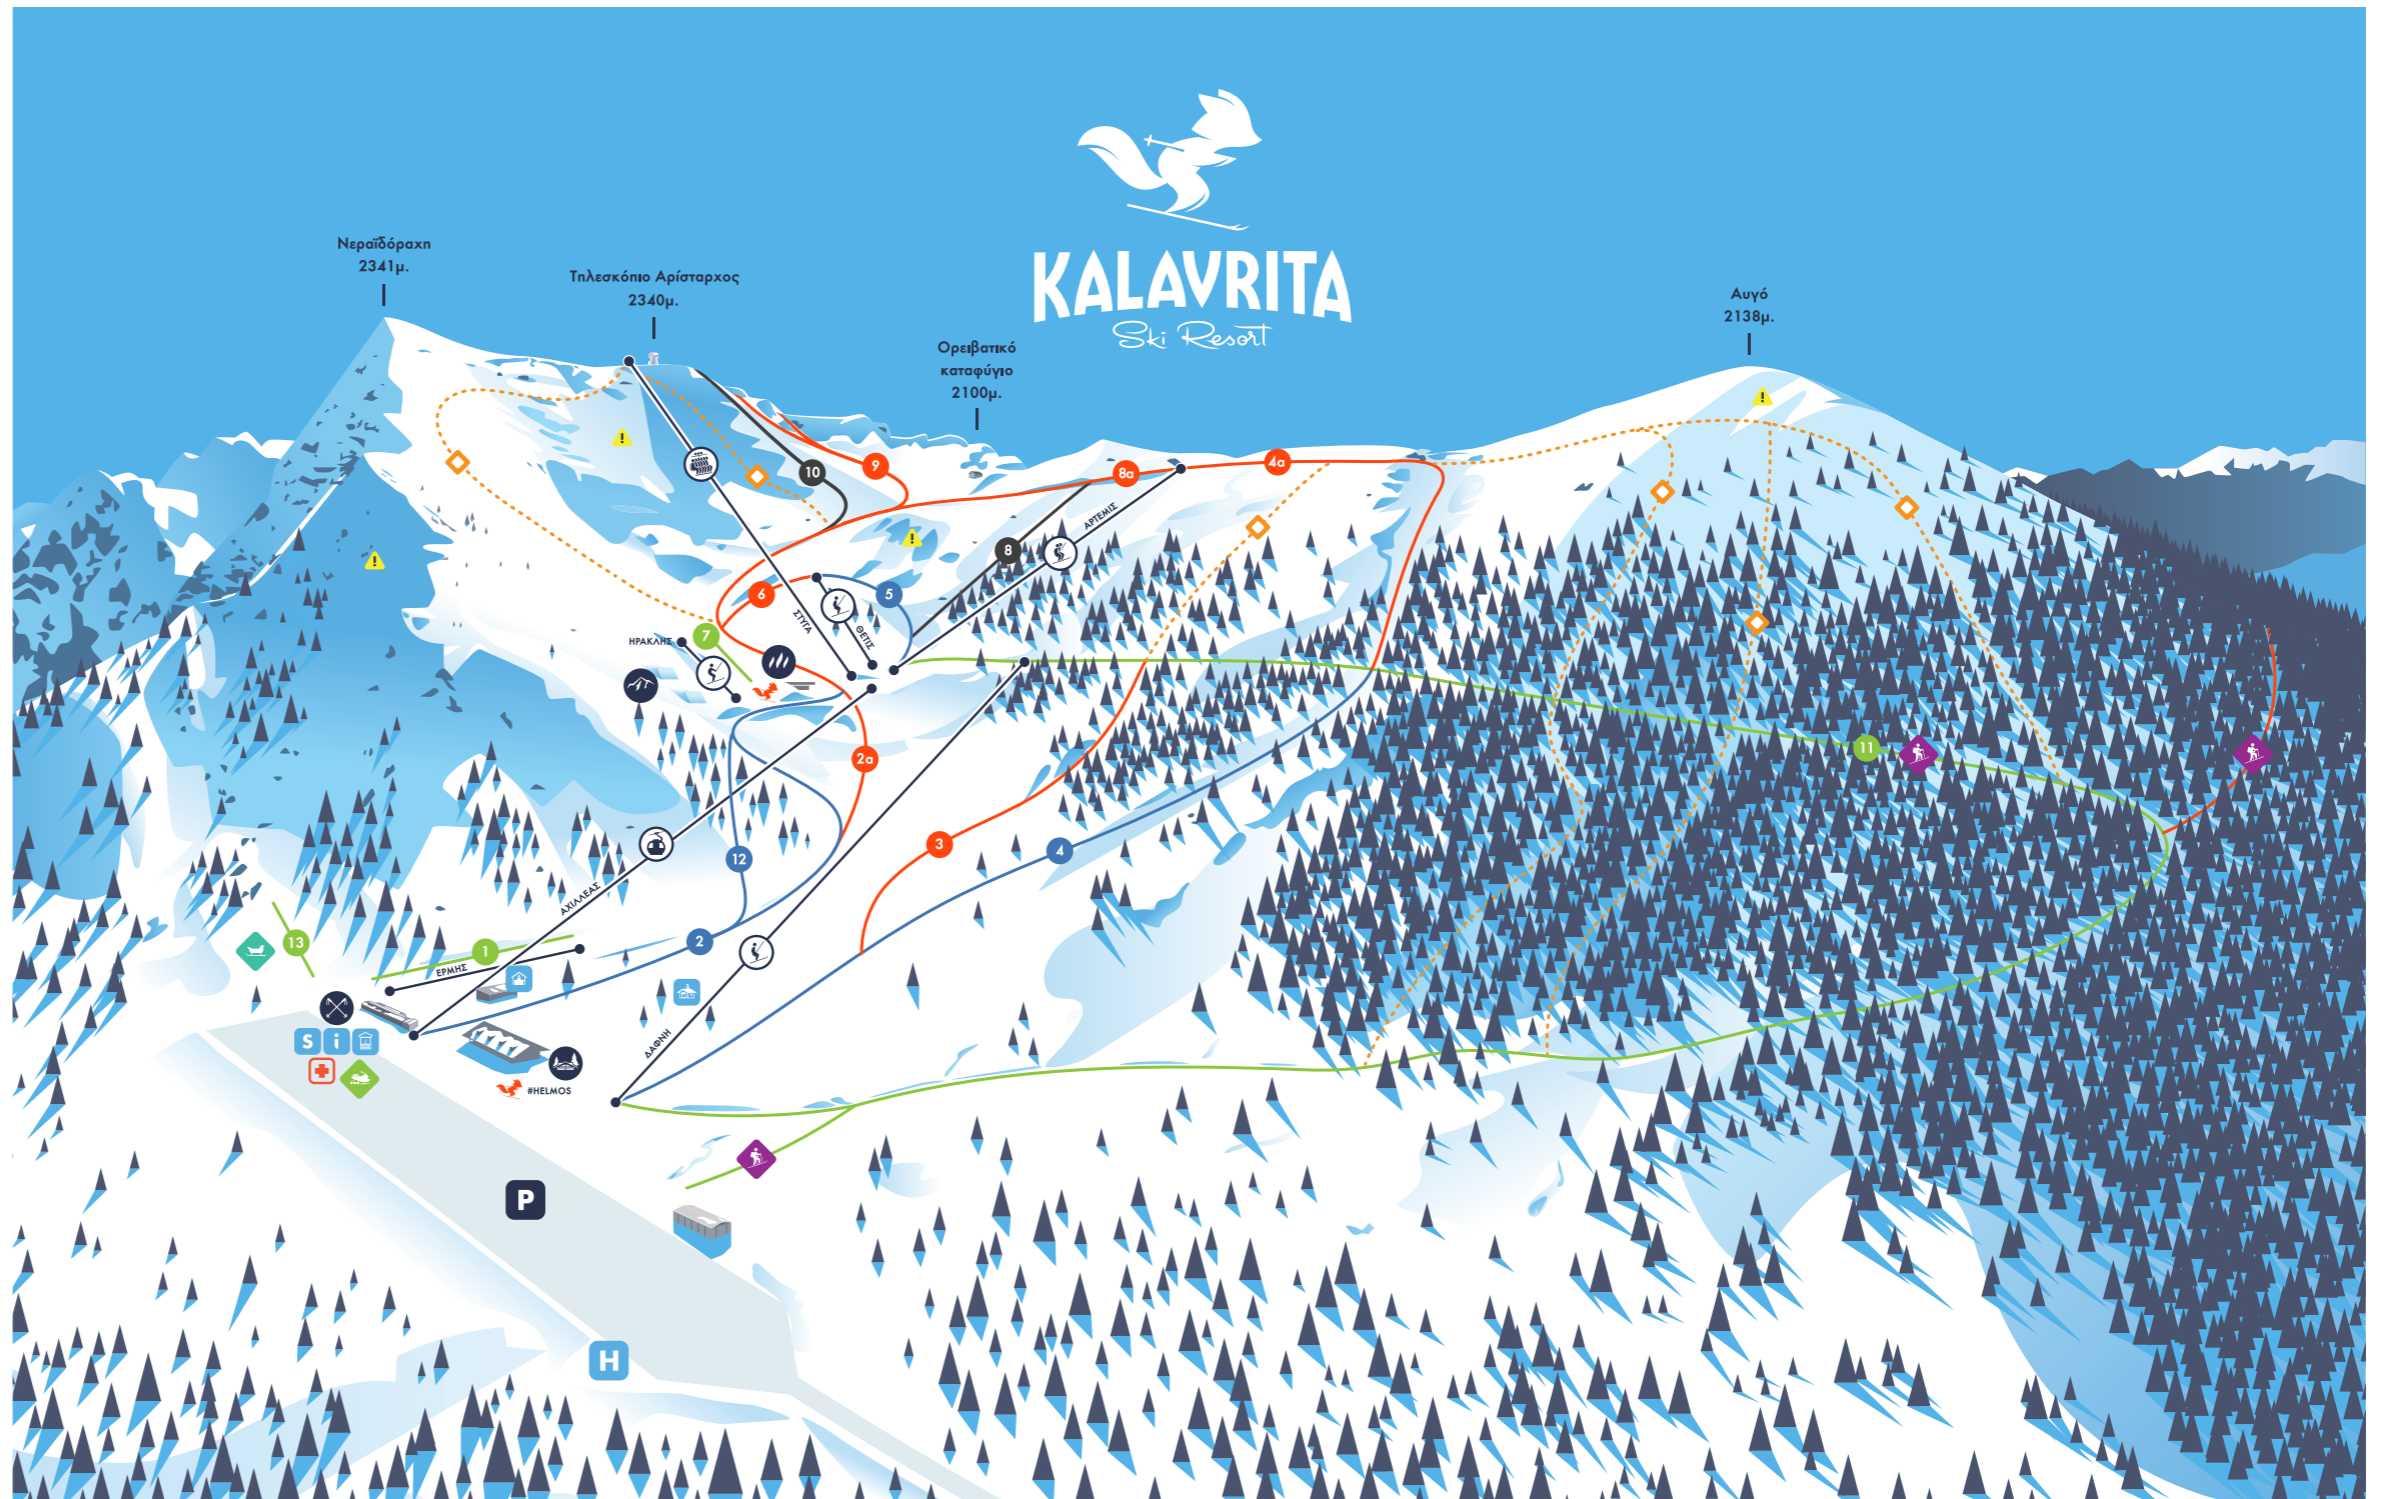 KALAVRITA
Ski Resort
Νεραϊδόραχη
2341μ.
Τηλεσκόπιο Αρίσταρχος
2340μ.
Ορειβατικό
καταφύγιο
2100μ.
Αυγό
2138μ.
10
9
8a
4a
8
ΑΡΤΕΜΙΣ
6
5
ΣΤΥΓΑ
ΘΕΤΙΣ
ΗΡΑΚΛΗΣ
7
2a
11
3
4
12
ΑΧΙΛΛΕΑΣ
13
1
2
ΕΡΜΗΣ
S
i
ΔΑΦΝΗ
#HELMOS
P
H